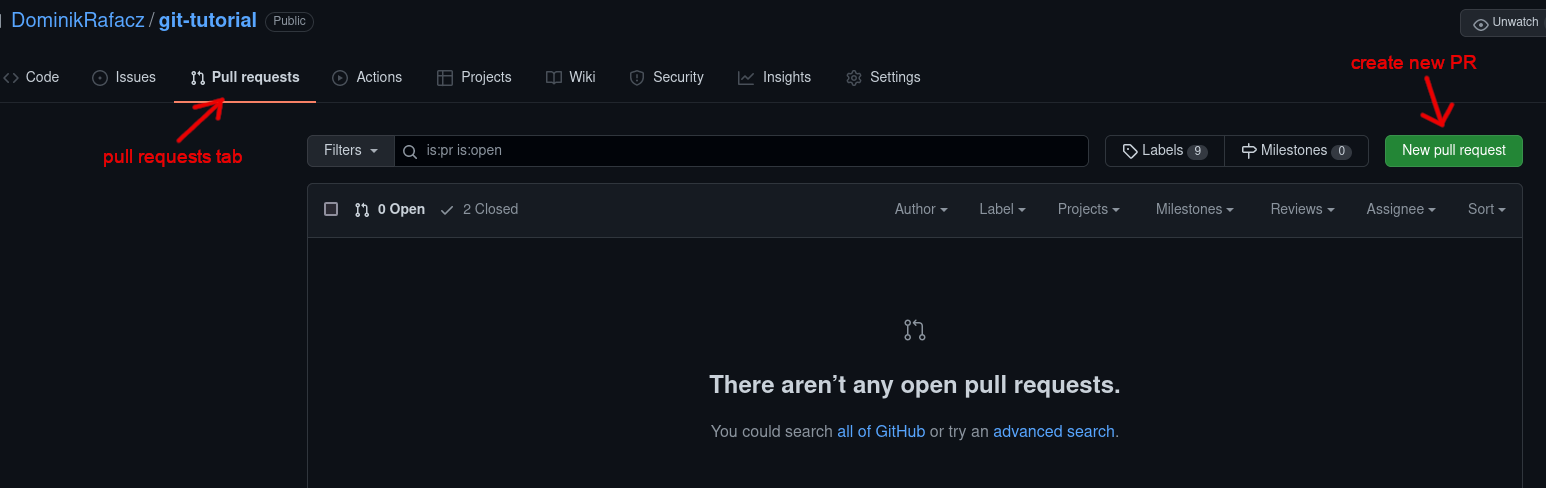 DominikRafacz / git-tutorial Public
Unwatch
Code Issues Pull requests Actions Projects Wiki Security Insights Settings
create new PR
pull requests tab
Filters is:pr is:open Labels 9 Milestones 0 New pull request
0 Open 2 Closed Author Label Projects Milestones Reviews Assignee Sort
There aren’t any open pull requests.
You could search all of GitHub or try an advanced search.